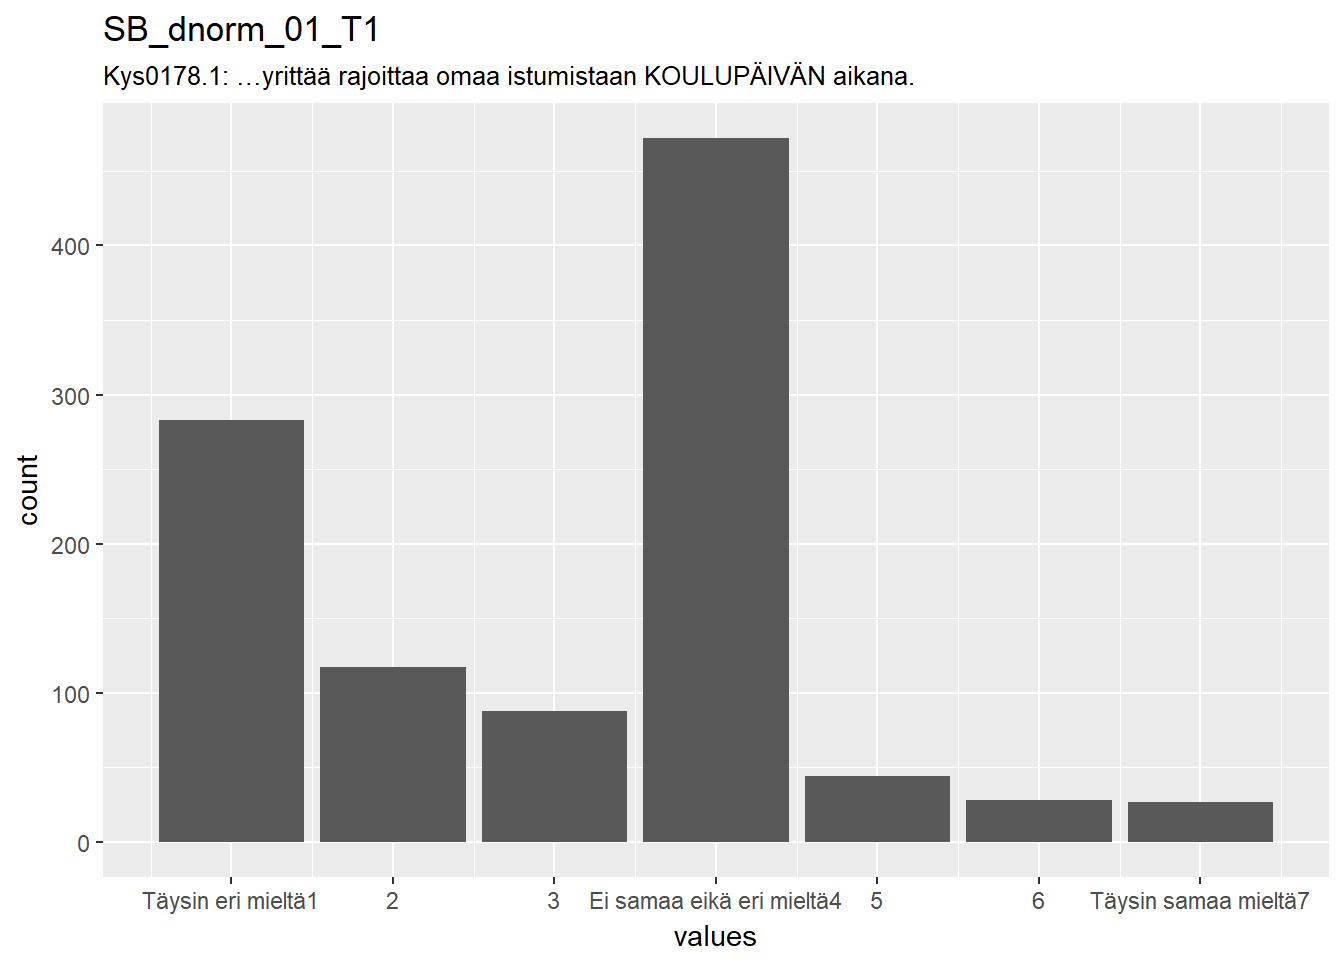 SB_dnorm_01_T1
Kys0178.1: …yrittää rajoittaa omaa istumistaan KOULUPÄIVÄN aikana.
count
400
300
200
100
0
Täysin eri mieltä1 2 3 Ei samaa eikä eri mieltä4 5 6 Täysin samaa mieltä7
values